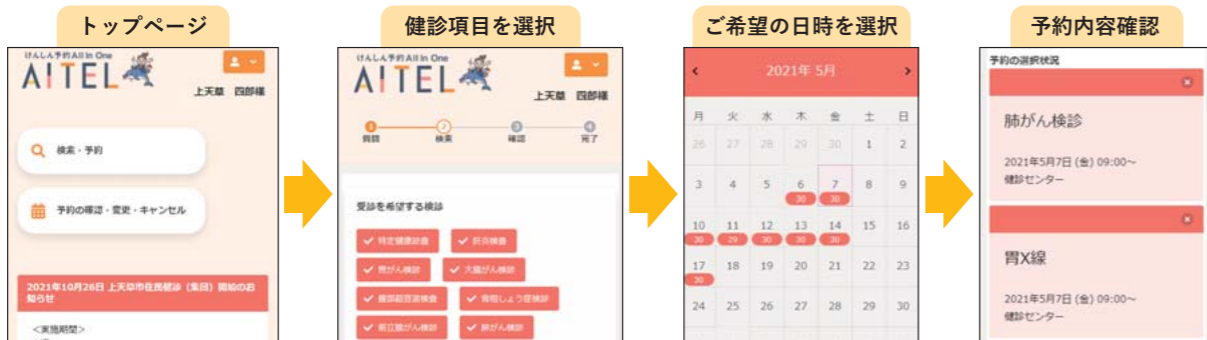 トップページ
けんしん予約All in One
AITEL
上天草 四郎様
検索・予約
予約の確認・変更・キャンセル
2021年10月26日 上天草市住民健診（集団）開始のお
知らせ
＜実施期間＞
健診項目を選択
けんしん予約All in One
AITEL
上天草 四郎様
1 2 3 4
質問 検索 確認 完了
受診を希望する検診
特定健康診査 肝炎検査
胃がん検診 大腸がん検診
腹部超音波検査 骨粗しょう症検診
前立腺がん検診 肺がん検診
ご希望の日時を選択
2021年 5月
月 火 水 木 金 土 日
26 27 28 29 30 1 2
3 4 5 6 7 8 9
30 30
10 11 12 13 14 15 16
30 29 30 30 30
17 18 19 20 21 22 23
30
24 25 26 27 28 29 30
予約内容確認
予約の選択状況
肺がん検診
2021年5月7日 (金) 09:00～
健診センター
胃X線
2021年5月7日 (金) 09:00～
健診センター